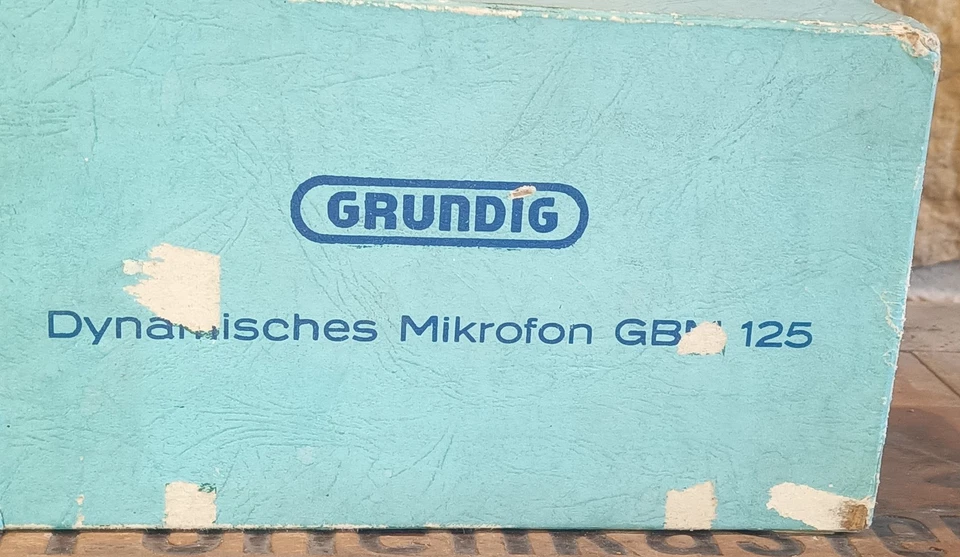 GRUNDIG
Dynamisches Mikrofon GBM 125